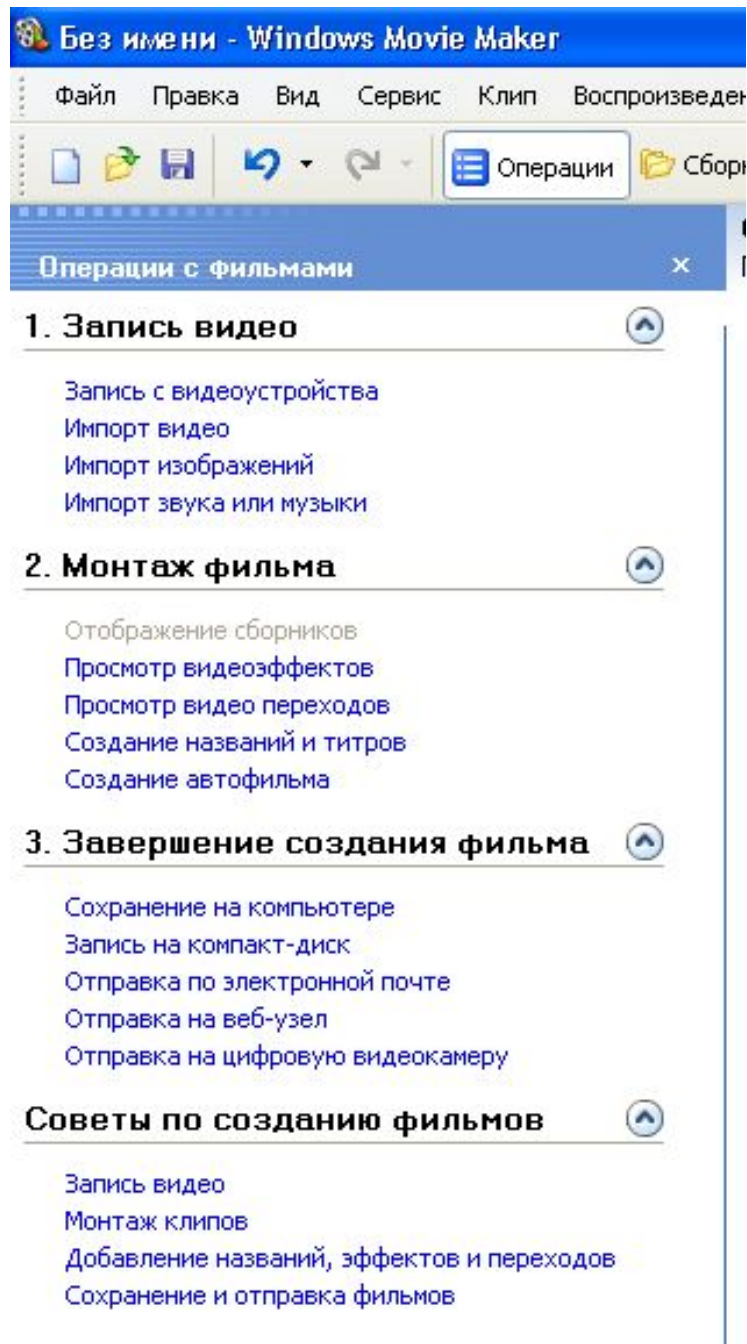 Без имени - Windows Movie Maker
Файл Правка Вид Сервис Клип
Операции
Операции с фильмами
1. Запись видео
Запись с видеоустройства
Импорт видео
Импорт изображений
Импорт звука или музыки
2. Монтаж фильма
Отображение сборников
Просмотр видеоэффектов
Просмотр видео переходов
Создание названий и титров
Создание автофильма
3. Завершение создания фильма
Сохранение на компьютере
Запись на компакт-диск
Отправка по электронной почте
Отправка на веб-узел
Отправка на цифровую видеокамеру
Советы по созданию фильмов
Запись видео
Монтаж клипов
Добавление названий, эффектов и переходов
Сохранение и отправка фильмов